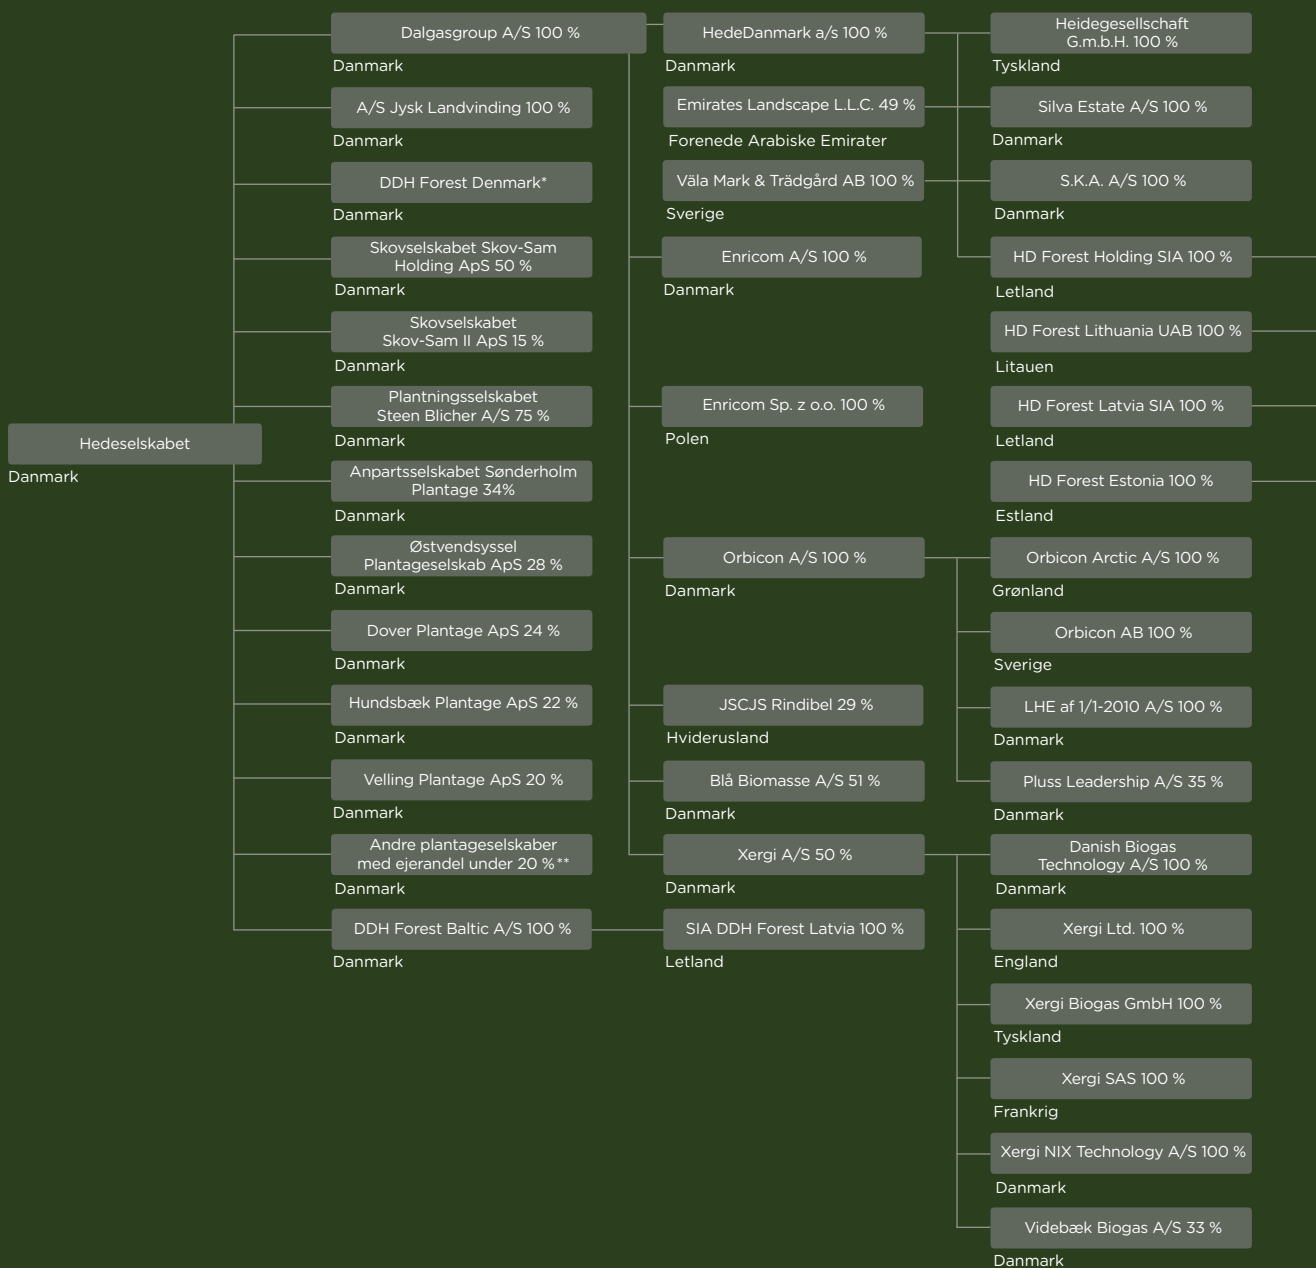 Hedeselskabet
Danmark
Dalgasgroup A/S 100 %
Danmark
A/S Jysk Landvinding 100 %
Danmark
DDH Forest Denmark*
Danmark
Skovselskabet Skov-Sam
Holding ApS 50 %
Danmark
Skovselskabet
Skov-Sam II ApS 15 %
Danmark
Plantningsselskabet
Steen Blicher A/S 75 %
Danmark
Anpartsselskabet Sønderholm
Plantage 34%
Danmark
Østvendsyssel
Plantageselskab ApS 28 %
Danmark
Dover Plantage ApS 24 %
Danmark
Hundsbæk Plantage ApS 22 %
Danmark
Velling Plantage ApS 20 %
Danmark
Andre plantageselskaber
med ejerandel under 20 %**
Danmark
DDH Forest Baltic A/S 100 %
Danmark
HedeDanmark a/s 100 %
Danmark
Emirates Landscape L.L.C. 49 %
Forenede Arabiske Emirater
Väla Mark & Trädgård AB 100 %
Sverige
Enricom A/S 100 %
Danmark
Enricom Sp. z o.o. 100 %
Polen
Orbicon A/S 100 %
Danmark
JSCJS Rindibel 29 %
Hviderusland
Blå Biomasse A/S 51 %
Danmark
Xergi A/S 50 %
Danmark
SIA DDH Forest Latvia 100 %
Letland
Heidegesellschaft
G.m.b.H. 100 %
Tyskland
Silva Estate A/S 100 %
Danmark
S.K.A. A/S 100 %
Danmark
HD Forest Holding SIA 100 %
Letland
HD Forest Lithuania UAB 100 %
Litauen
HD Forest Latvia SIA 100 %
Letland
HD Forest Estonia 100 %
Estland
Orbicon Arctic A/S 100 %
Grønland
Orbicon AB 100 %
Sverige
LHE af 1/1-2010 A/S 100 %
Danmark
Pluss Leadership A/S 35 %
Danmark
Danish Biogas
Technology A/S 100 %
Danmark
Xergi Ltd. 100 %
England
Xergi Biogas GmbH 100 %
Tyskland
Xergi SAS 100 %
Frankrig
Xergi NIX Technology A/S 100 %
Danmark
Videbæk Biogas A/S 33 %
Danmark